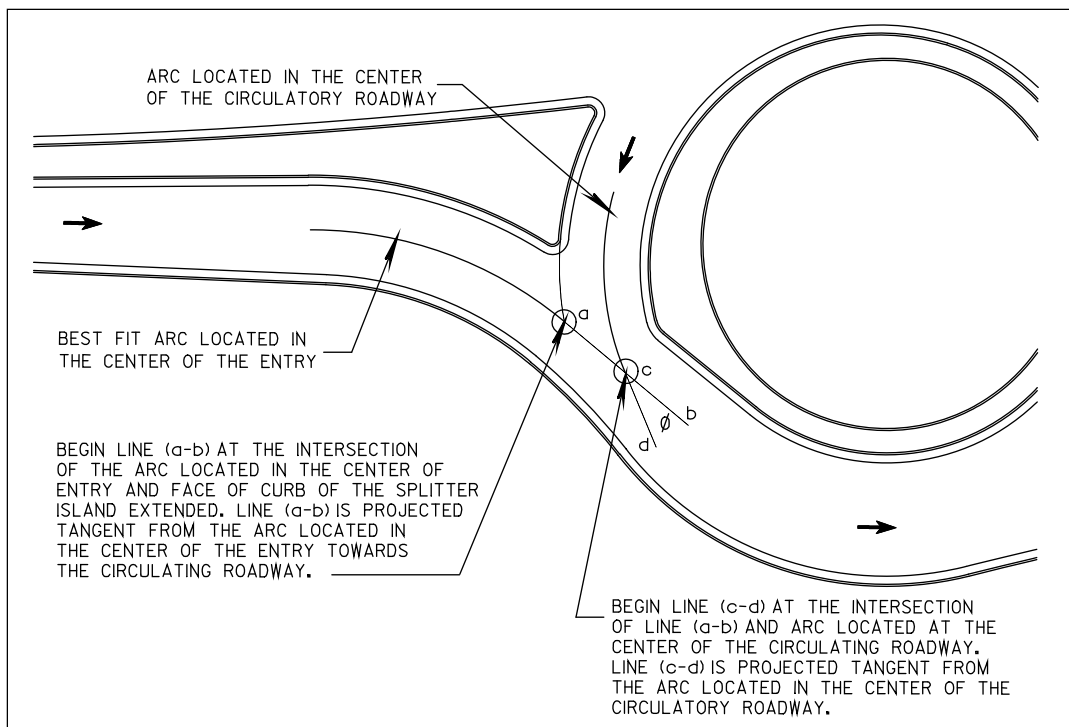 ARC LOCATED IN THE CENTER
OF THE CIRCULATORY ROADWAY
a
BEST FIT ARC LOCATED IN
THE CENTER OF THE ENTRY
c
b
Ø
d
BEGIN LINE (a-b) AT THE INTERSECTION
OF THE ARC LOCATED IN THE CENTER OF
ENTRY AND FACE OF CURB OF THE SPLITTER
ISLAND EXTENDED. LINE (a-b) IS PROJECTED
TANGENT FROM THE ARC LOCATED IN
THE CENTER OF THE ENTRY TOWARDS
THE CIRCULATING ROADWAY.
BEGIN LINE (c-d) AT THE INTERSECTION
OF LINE (a-b) AND ARC LOCATED AT THE
CENTER OF THE CIRCULATING ROADWAY.
LINE (c-d) IS PROJECTED TANGENT FROM
THE ARC LOCATED IN THE CENTER OF THE
CIRCULATORY ROADWAY.